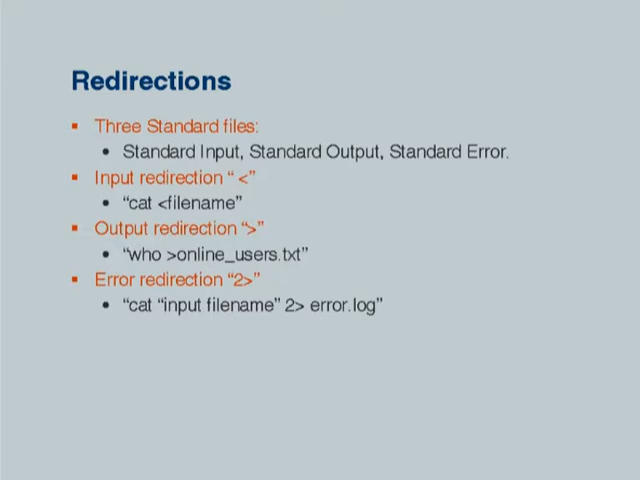 Redirections
▪ Three Standard files:
• Standard Input, Standard Output, Standard Error.
▪ Input redirection “ <”
• “cat <filename”
▪ Output redirection “>”
• “who >online_users.txt”
▪ Error redirection “2>”
• “cat “input filename” 2> error.log”